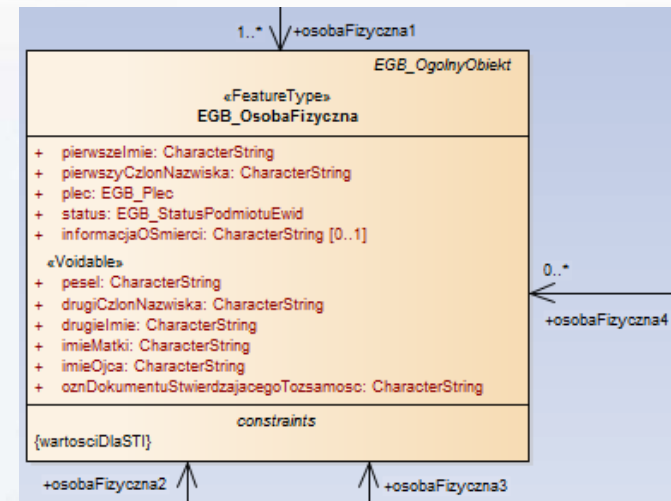 1..* +osobaFizyczna1
EGB_OgolnyObiekt
«FeatureType»
EGB_OsobaFizyczna
+ pierwszeImie: CharacterString
+ pierwszyCzlonNazwiska: CharacterString
+ plec: EGB_Plec
+ status: EGB_StatusPodmiotuEwid
+ informacjaOSmierci: CharacterString [0..1]
«Voidable»
+ pesel: CharacterString
+ drugiCzlonNazwiska: CharacterString
+ drugieImie: CharacterString
+ imieMatki: CharacterString
+ imieOjca: CharacterString
+ oznDokumentuStwierdzajacegoTozsamosc: CharacterString
constraints
{wartosciDlaSTI}
0..*
+osobaFizyczna4
+osobaFizyczna2 +osobaFizyczna3